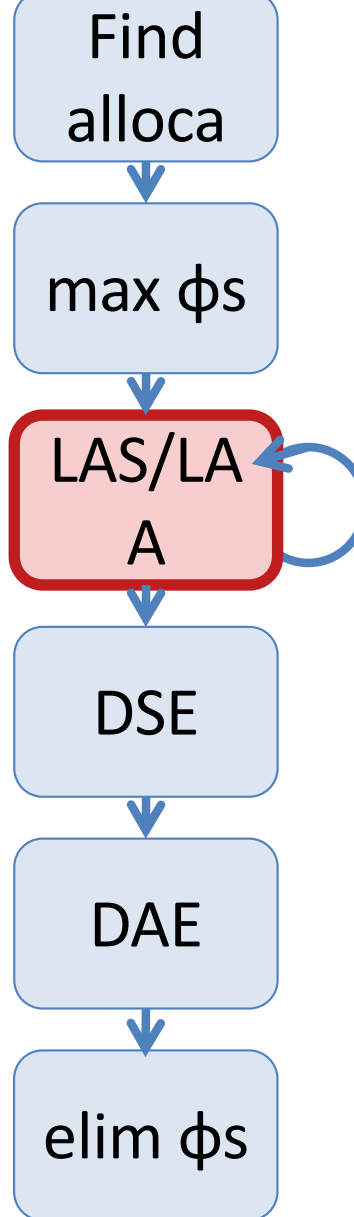 Find
alloca
max ϕs
LAS/LA
A
DSE
DAE
elim ϕs